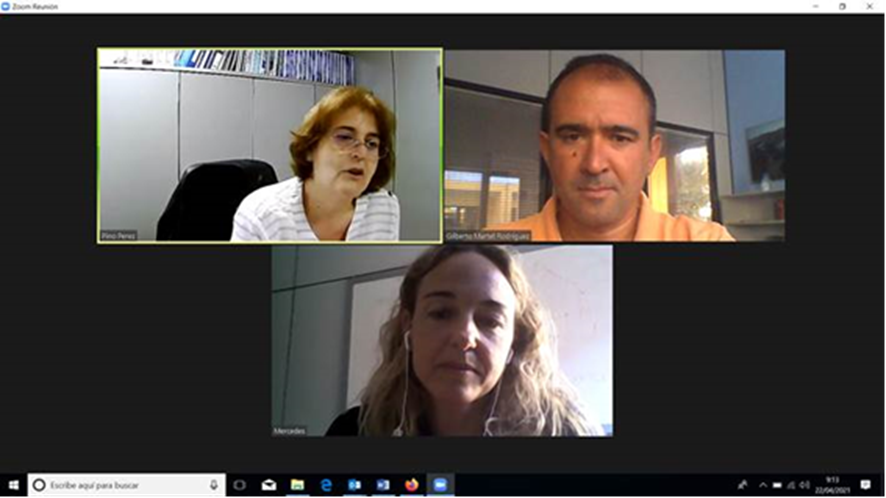 Zoom Reunión
Pino Perez
Gilberto Martel Rodríguez
Mercedes
Escribe aquí para buscar
9:13
22/04/2021